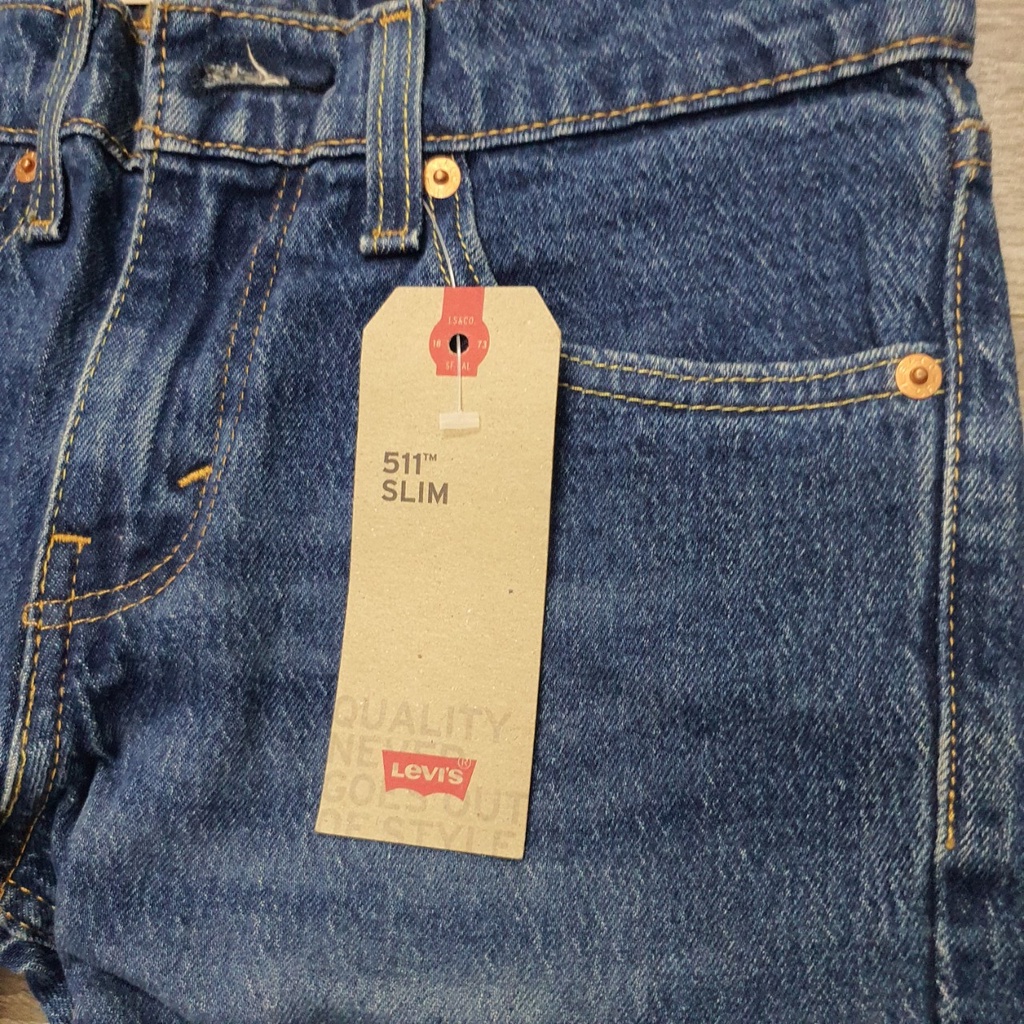 LS&CO.
18 73
SF CAL
511™
SLIM
QUALITY
NEVER
LEVI'S®
GOES OUT
OF STYLE